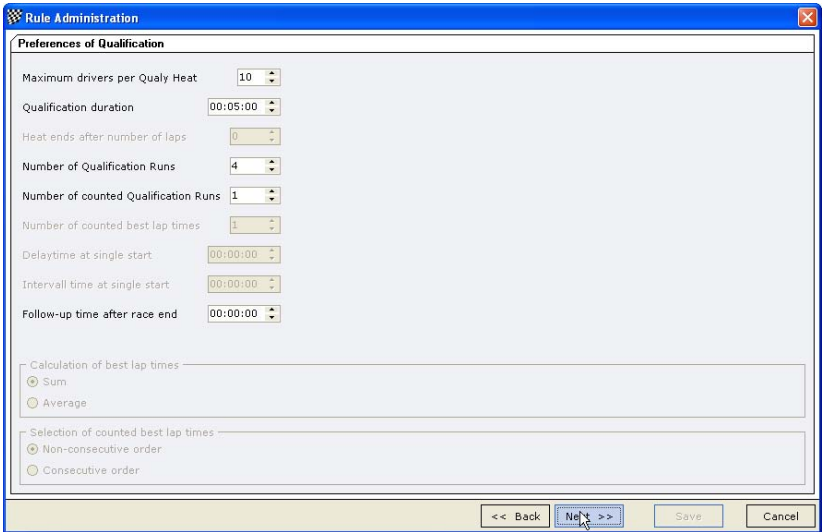 Rule Administration
Preferences of Qualification
Maximum drivers per Qualy Heat 10
Qualification duration 00:05:00
Heat ends after number of laps 0
Number of Qualification Runs 4
Number of counted Qualification Runs 1
Number of counted best lap times 1
Delaytime at single start 00:00:00
Intervall time at single start 00:00:00
Follow-up time after race end 00:00:00
Calculation of best lap times
Sum
Average
Selection of counted best lap times
Non-consecutive order
Consecutive order
<< Back Next >> Save Cancel